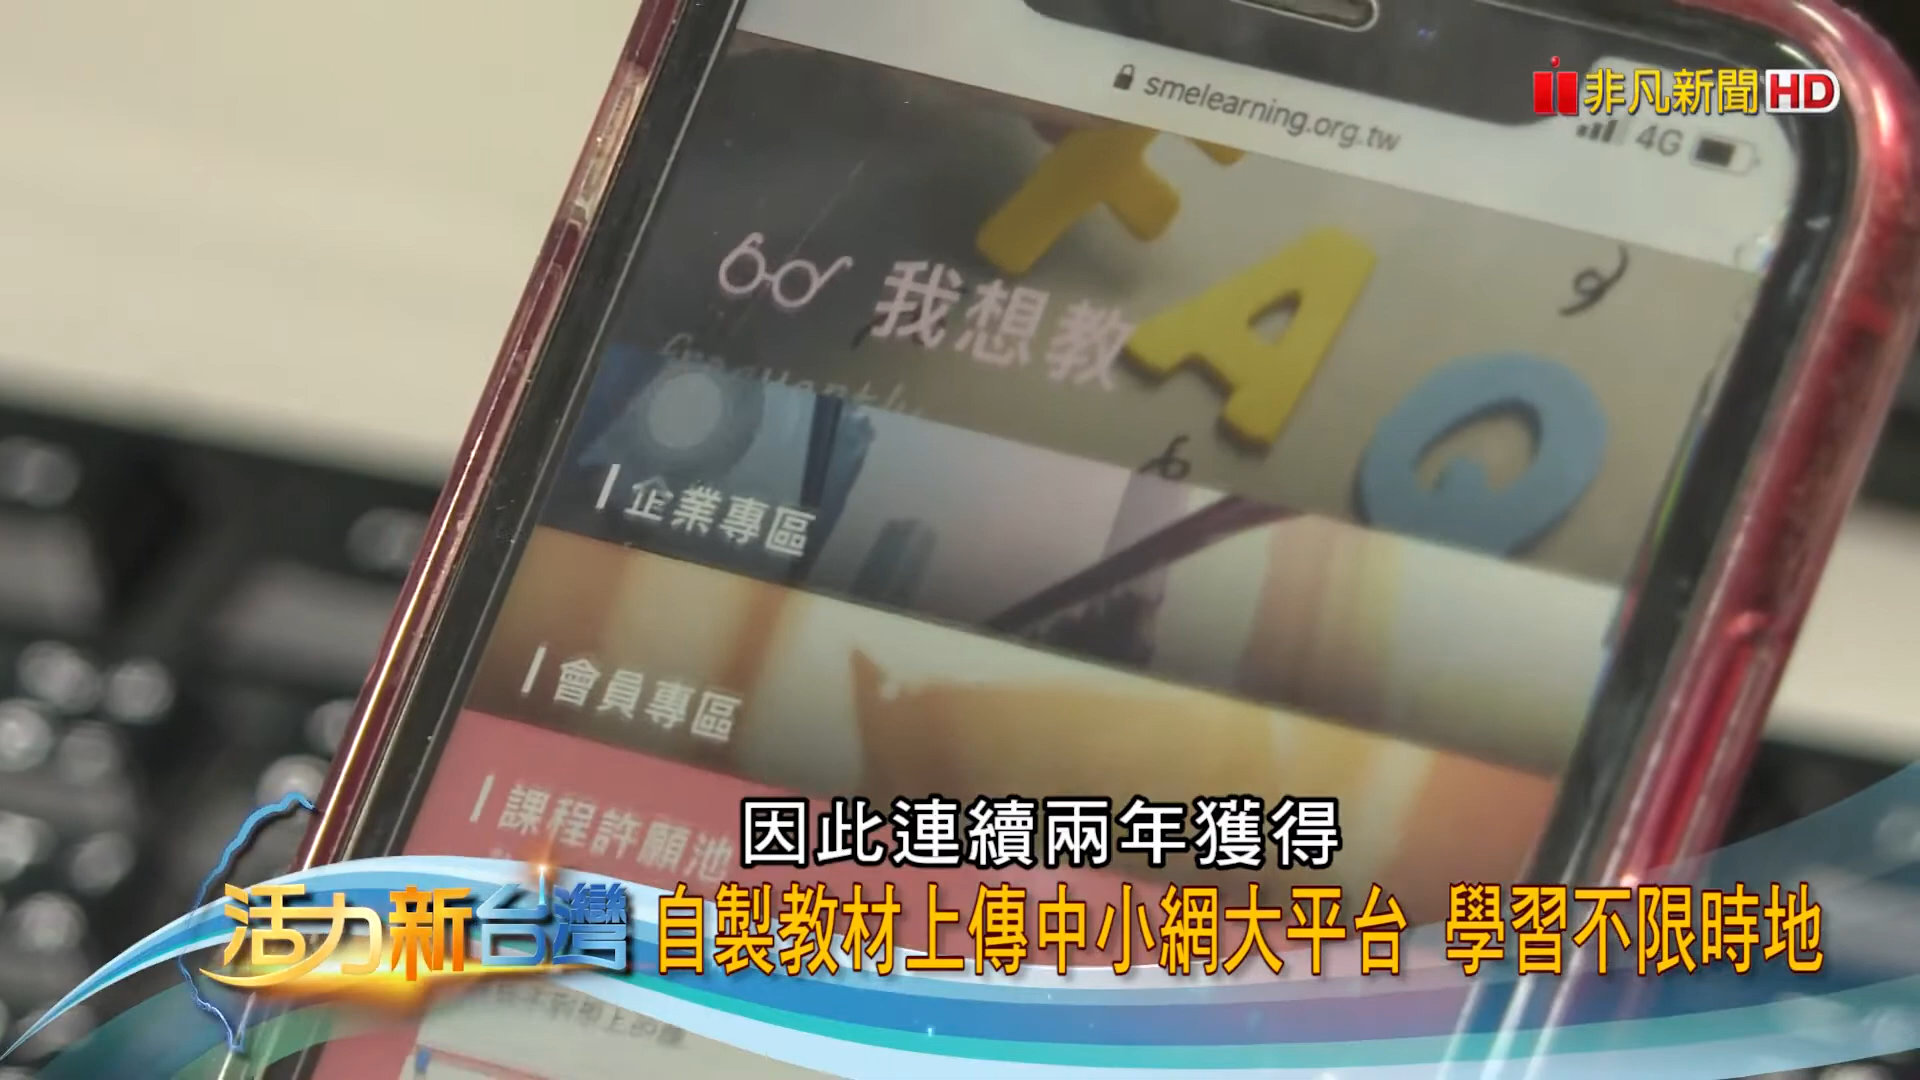 非凡新聞HD
smelearning.org.tw
4G
FAQ
我想教
企業專區
會員專區
課程許願池
因此連續兩年獲得
活力新台灣
自製教材上傳中小網大平台 學習不限時地